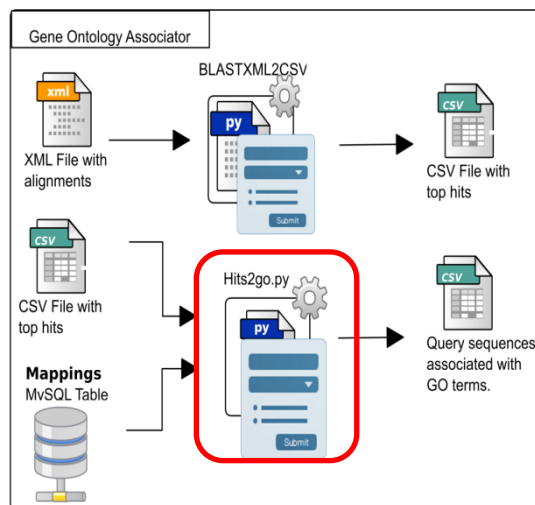 Gene Ontology Associator
BLASTXML2CSV
xml
py
Submit
CSV
XML File with
alignments
CSV File with
top hits
CSV
CSV File with
top hits
Hits2go.py
py
Submit
CSV
Query sequences
associated with
GO terms.
Mappings
MvSQL Table